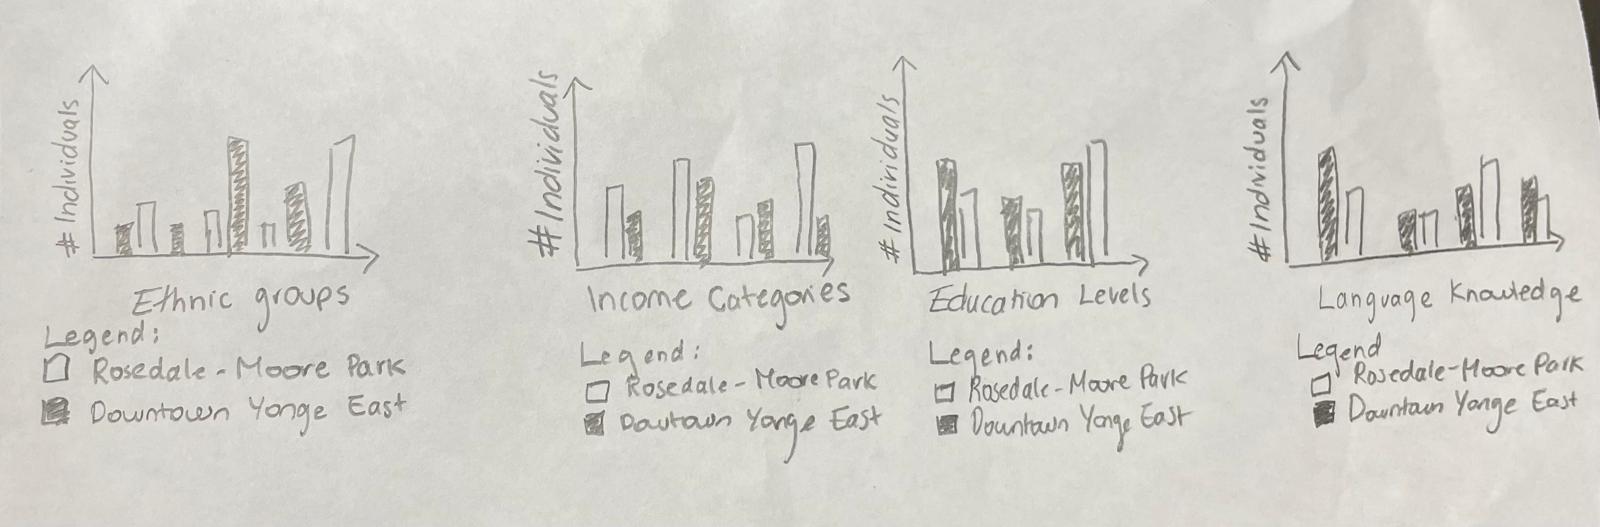 # Individuals
Ethnic groups
Legend:
Rosedale - Moore Park
Downtown Yonge East
# Individuals
Income Categories
Legend:
Rosedale - Moore Park
Dowtown Yonge East
# Individuals
Education Levels
Legend:
Rosedale - Moore Park
Downtown Yonge East
# Individuals
Language Knowledge
Legend
Rosedale - Moore Park
Downtown Yonge East